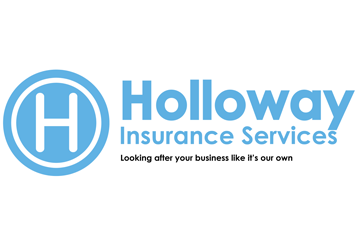 H
Holloway
Insurance Services
Looking after your business like it's our own